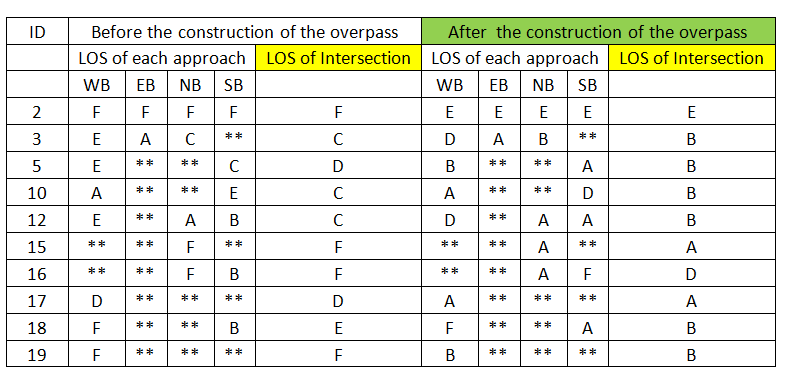 ID Before the construction of the overpass After the construction of the overpass
LOS of each approach LOS of Intersection LOS of each approach LOS of Intersection
WB EB NB SB WB EB NB SB
2 F F F F F E E E E E
3 E A C ** C D A B ** B
5 E ** ** C D B ** ** A B
10 A ** ** E C A ** ** D B
12 E ** A B C D ** A A B
15 ** ** F ** F ** ** A ** A
16 ** ** F B F ** ** A F D
17 D ** ** ** D A ** ** ** A
18 F ** ** B E F ** ** A B
19 F ** ** ** F B ** ** ** B